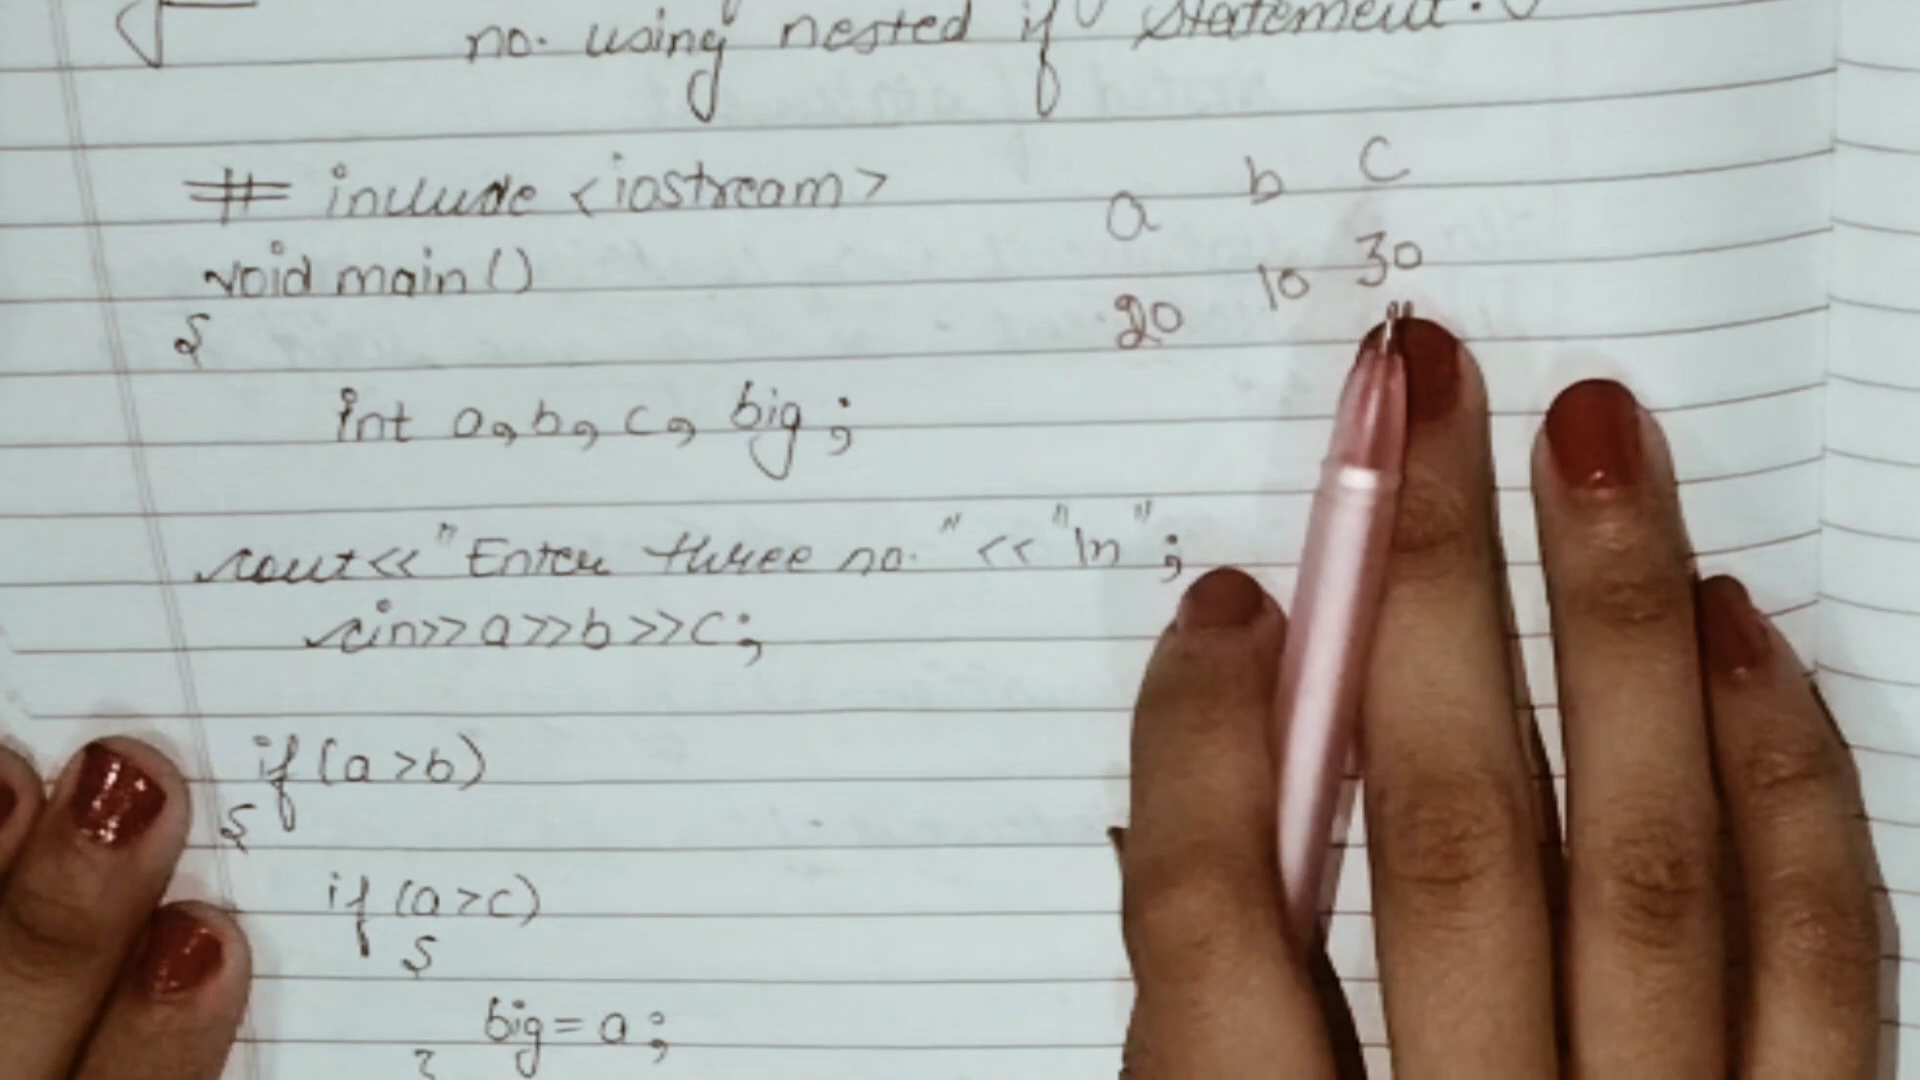 no. using nested if statement.
# include <iostream>
void main()
{
int a, b, c, big;
cout<< "Enter three no. " << "\n";
cin>>a>>b>>c;
if (a>b)
{
if (a>c)
{
big= a;
}
a b c
20 10 30